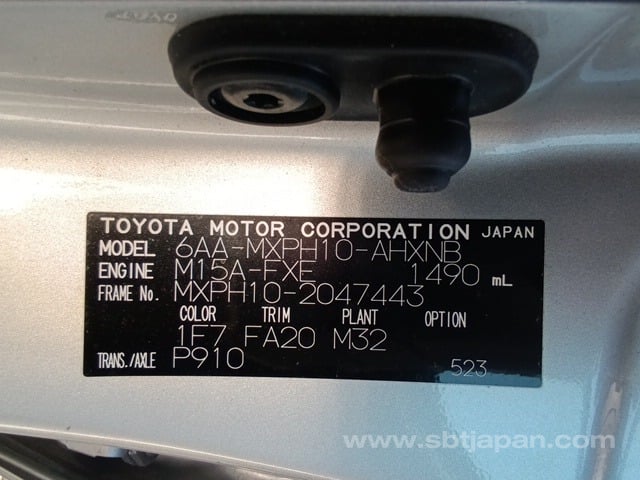 TOYOTA MOTOR CORPORATION JAPAN
MODEL 6AA-MXPH10-AHXNB
ENGINE M15A-FXE 1490 mL
FRAME No. MXPH10-2047443
COLOR TRIM PLANT OPTION
1F7 FA20 M32
TRANS./AXLE P910 523
www.sbtjapan.com